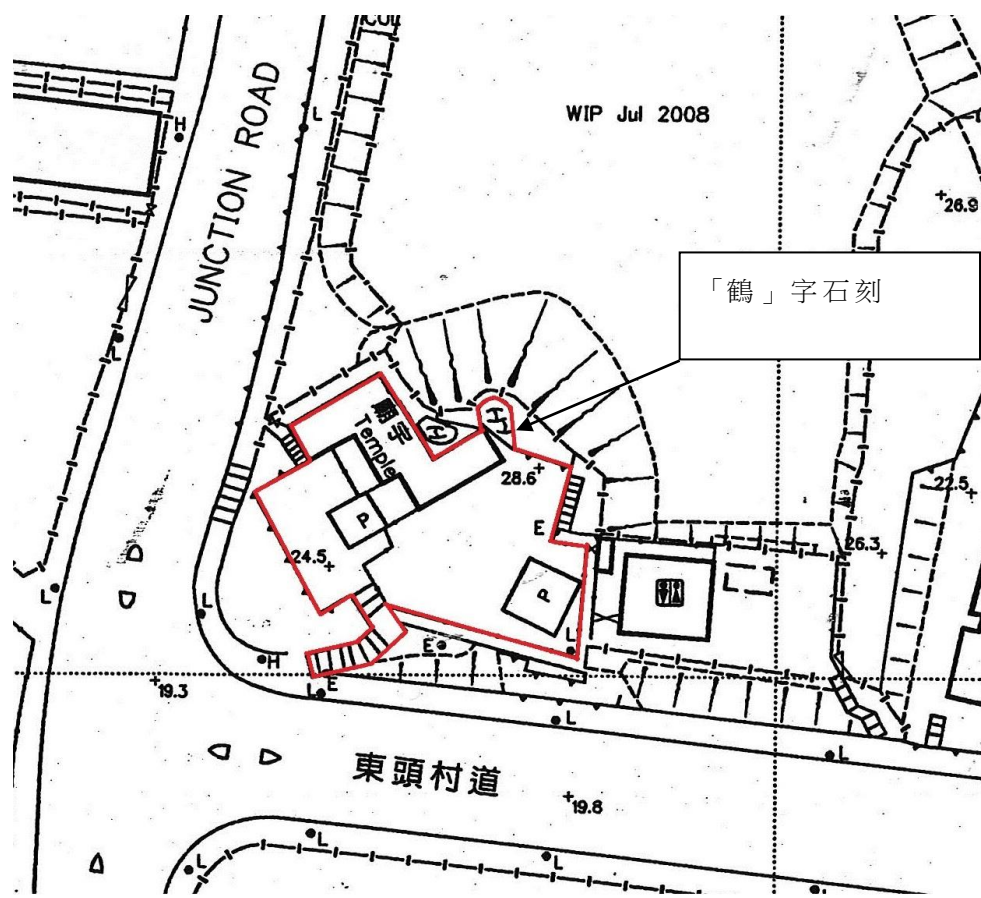 CUL
WIP Jul 2008
H
L
JUNCTION ROAD
26.9
「鶴」字石刻
L
廟宇
Temple
H
H
28.6
22.5
P
E
26.3
24.5
P
L
L
L
E
H
19.3
L
E
L
L
東頭村道
19.8
L
L
L
L